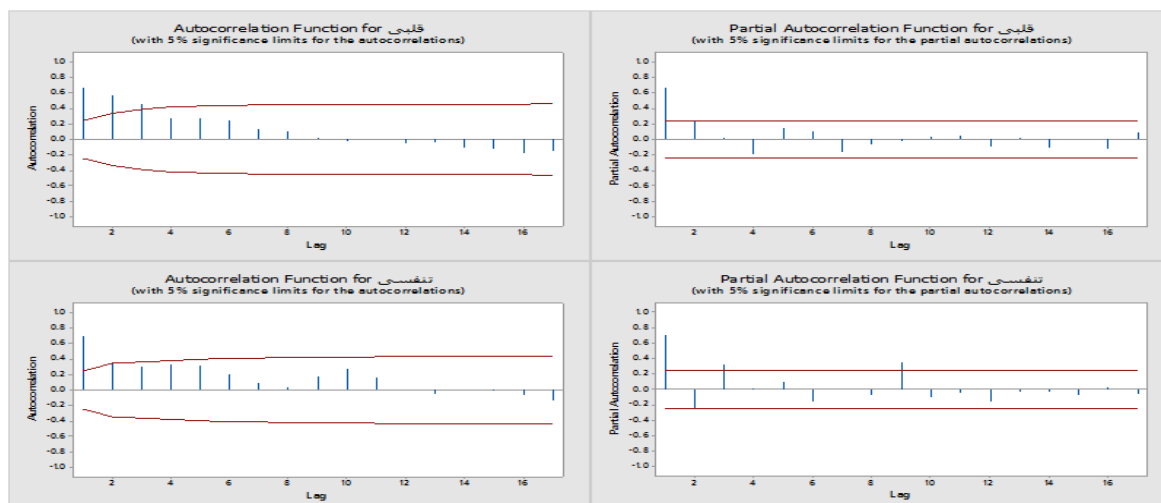 Autocorrelation Function for قلبی
(with 5% significance limits for the autocorrelations)
1.0
0.8
0.6
0.4
0.2
0.0
-0.2
-0.4
-0.6
-0.8
-1.0
Autocorrelation
2 4 6 8 10 12 14 16
Lag
Partial Autocorrelation Function for قلبی
(with 5% significance limits for the partial autocorrelations)
1.0
0.8
0.6
0.4
0.2
0.0
-0.2
-0.4
-0.6
-0.8
-1.0
Partial Autocorrelation
2 4 6 8 10 12 14 16
Lag
Autocorrelation Function for تنفسی
(with 5% significance limits for the autocorrelations)
1.0
0.8
0.6
0.4
0.2
0.0
-0.2
-0.4
-0.6
-0.8
-1.0
Autocorrelation
2 4 6 8 10 12 14 16
Lag
Partial Autocorrelation Function for تنفسی
(with 5% significance limits for the partial autocorrelations)
1.0
0.8
0.6
0.4
0.2
0.0
-0.2
-0.4
-0.6
-0.8
-1.0
Partial Autocorrelation
2 4 6 8 10 12 14 16
Lag